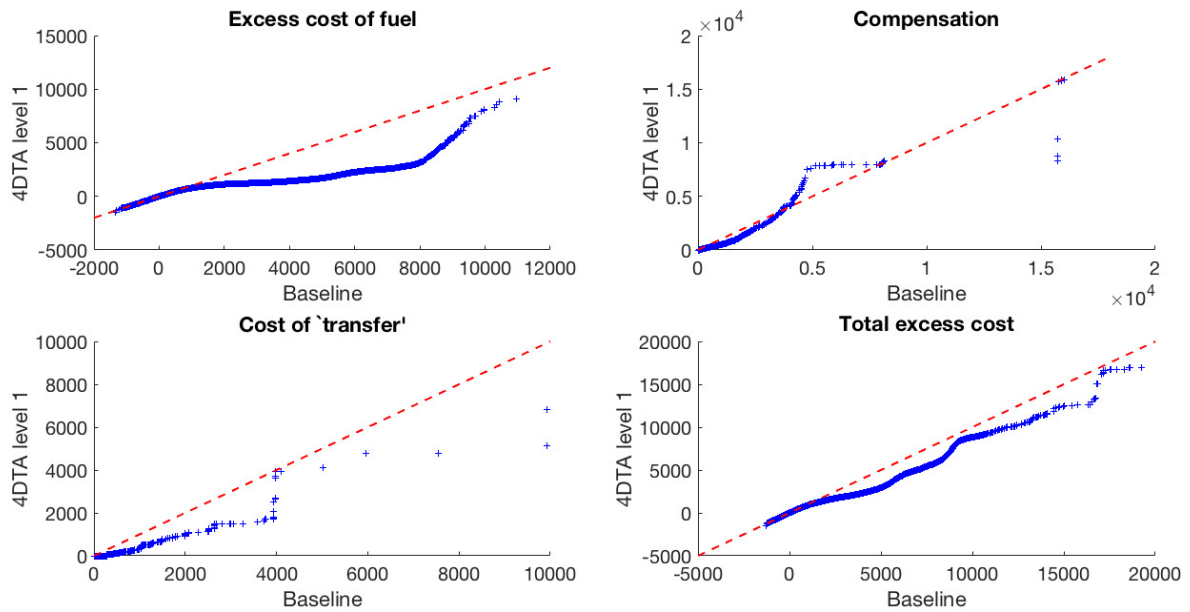 Excess cost of fuel
15000
10000
5000
0
-5000
4DTA level 1
-2000 0 2000 4000 6000 8000 10000 12000
Baseline
Compensation
×10⁴
2
1.5
1
0.5
0
4DTA level 1
0 0.5 1 1.5 2
Baseline
×10⁴
Cost of `transfer'
10000
8000
6000
4000
2000
0
4DTA level 1
0 2000 4000 6000 8000 10000
Baseline
Total excess cost
20000
15000
10000
5000
0
-5000
4DTA level 1
-5000 0 5000 10000 15000 20000
Baseline